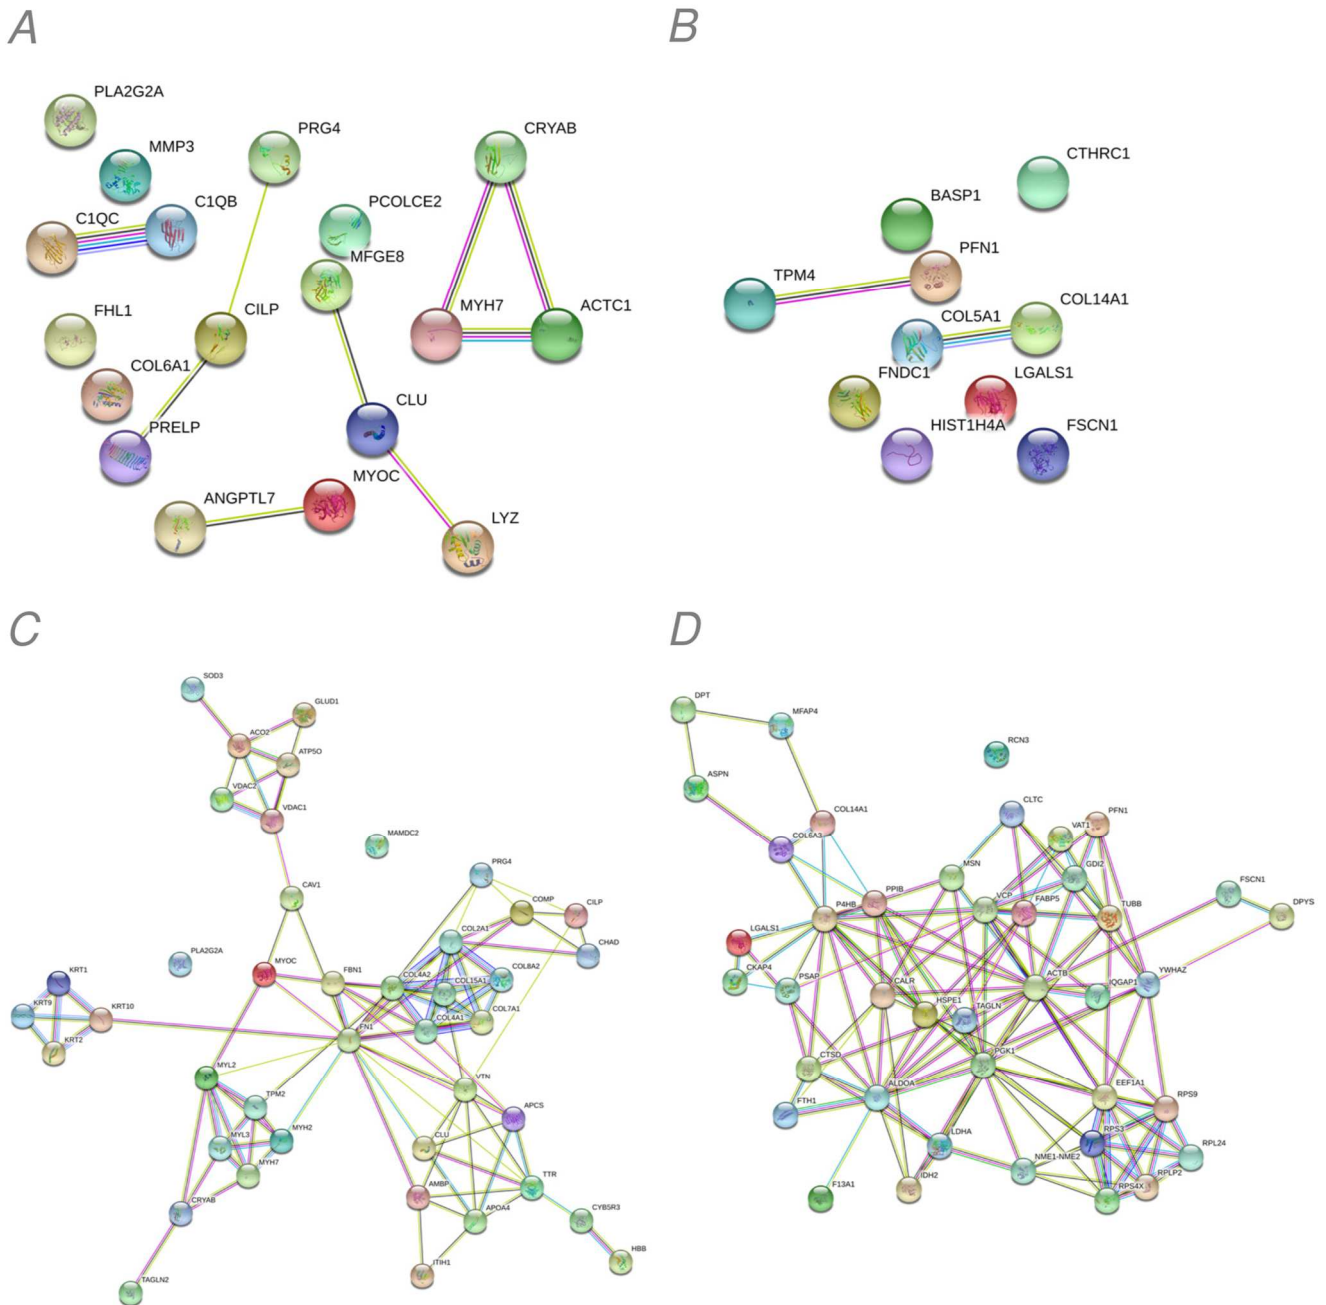 A
B
PLA2G2A
MMP3
PRG4
CRYAB
C1QC
C1QB
PCOLCE2
MFGE8
FHL1
CILP
MYH7
ACTC1
COL6A1
PRELP
CLU
ANGPTL7
MYOC
LYZ
CTHRC1
BASP1
PFN1
TPM4
COL5A1
COL14A1
FNDC1
LGALS1
HIST1H4A
FSCN1
C
D
SOD3
GLUD1
ACO2
ATP5O
VDAC2
VDAC1
MAMDC2
CAV1
PRG4
COMP
CILP
COL2A1
CHAD
PLA2G2A
MYOC
FBN1
COL4A2
COL15A1
COL8A2
KRT1
KRT9
KRT10
KRT2
FN1
COL4A1
COL7A1
MYL2
TPM2
VTN
APCS
MYL3
MYH2
CLU
MYH7
AMBP
TTR
CRYAB
APOA4
CYB5R3
TAGLN2
ITIH1
HBB
DPT
MFAP4
RCN3
ASPN
COL14A1
CLTC
VAT1
PFN1
COL6A3
MSN
GDI2
PPIB
VCP
FABP5
TUBB
FSCN1
P4HB
DPYS
LGALS1
CKAP4
PSAP
CALR
ACTB
IQGAP1
YWHAZ
HSPE1
TAGLN
CTSD
PGK1
ALDOA
EEF1A1
RPS9
FTH1
LDHA
RPS3
NME1-NME2
RPL24
IDH2
RPLP2
F13A1
RPS4X